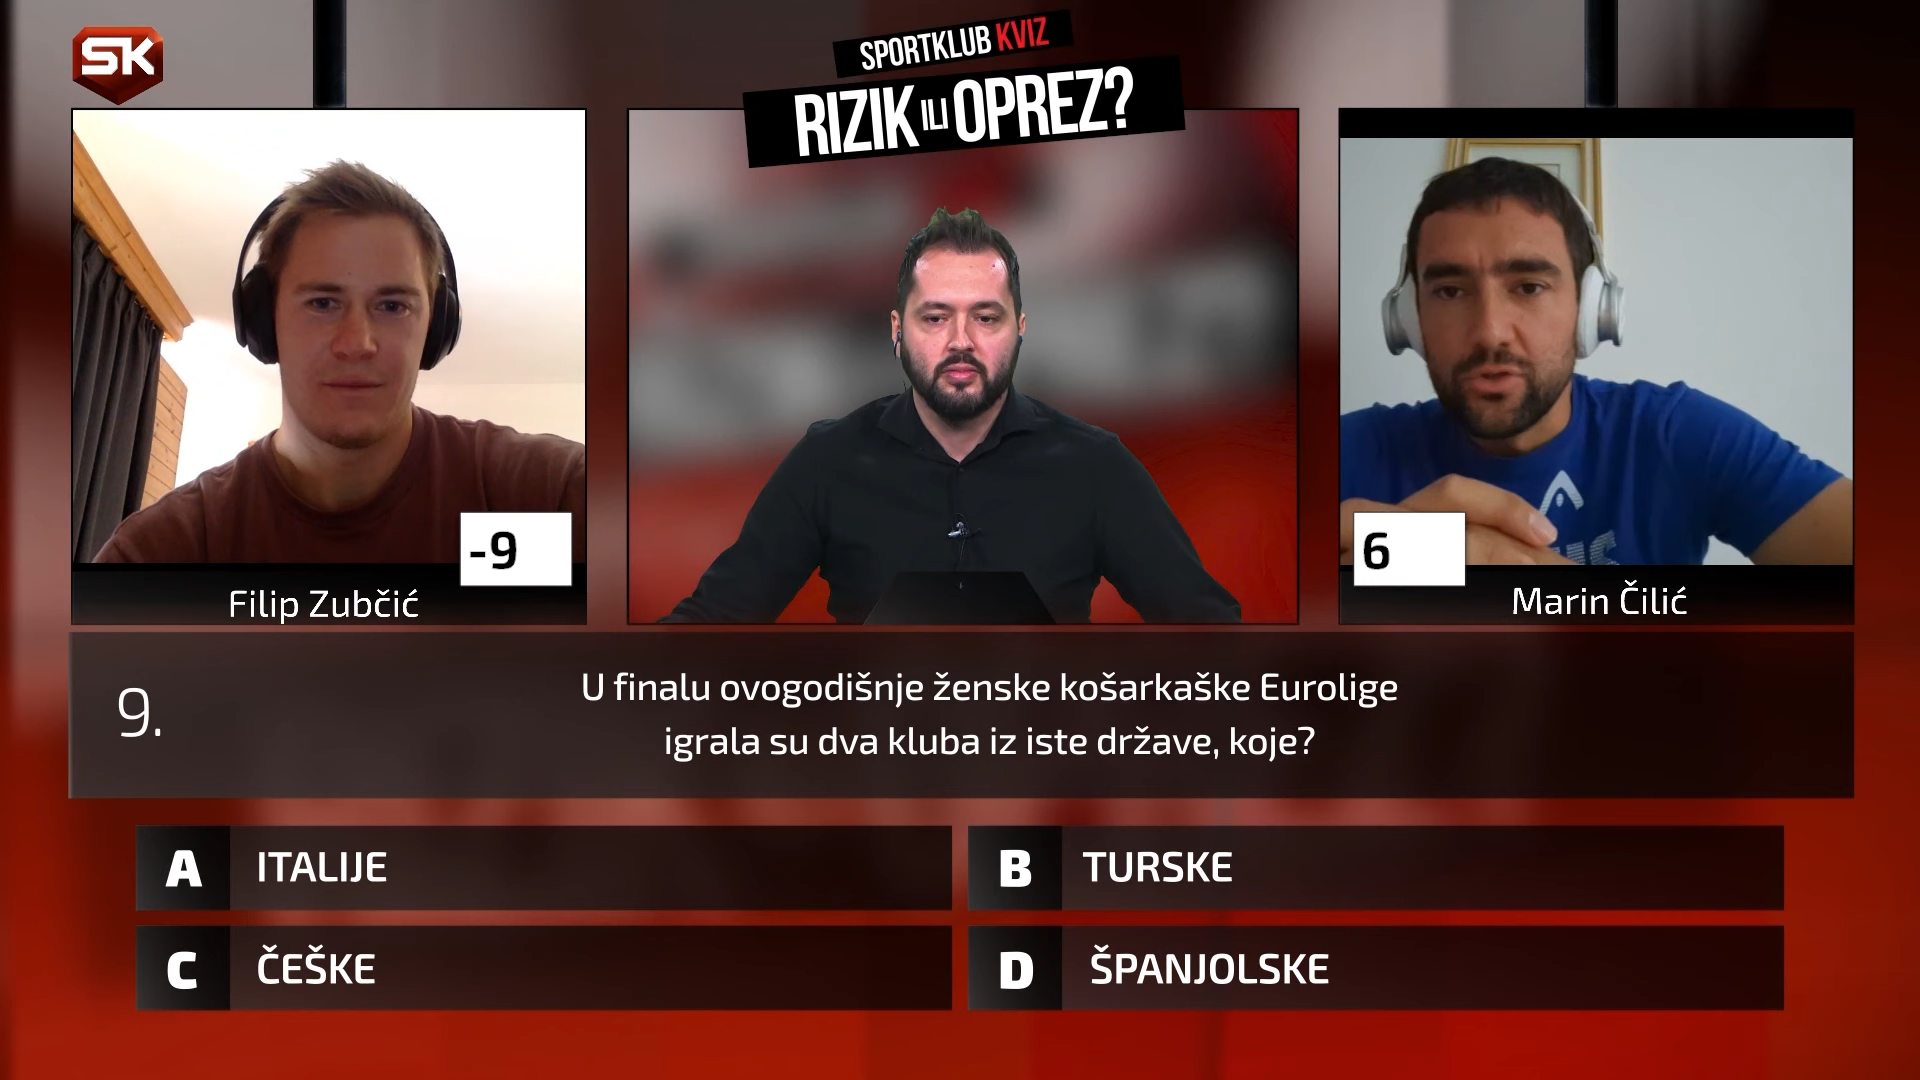 SK
SPORTKLUB KVIZ
RIZIK ILI OPREZ?
-9
6
Filip Zubčić
Marin Čilić
9.
U finalu ovogodišnje ženske košarkaške Eurolige
igrala su dva kluba iz iste države, koje?
A ITALIJE
B TURSKE
C ČEŠKE
D ŠPANJOLSKE